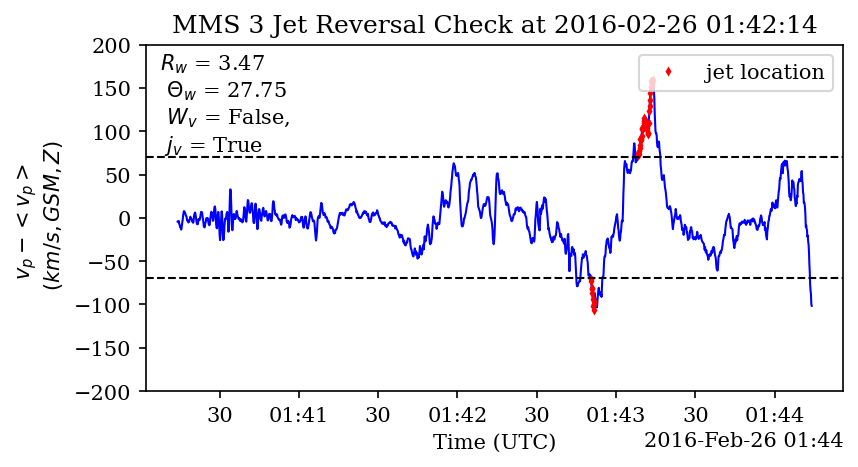 MMS 3 Jet Reversal Check at 2016-02-26 01:42:14
R_w = 3.47
Θ_w = 27.75
W_v = False,
j_v = True
jet location
200
150
100
50
0
−50
−100
−150
−200
v_p − < v_p >
(km/s, GSM, Z)
30 01:41 30 01:42 30 01:43 30 01:44
Time (UTC)
2016-Feb-26 01:44